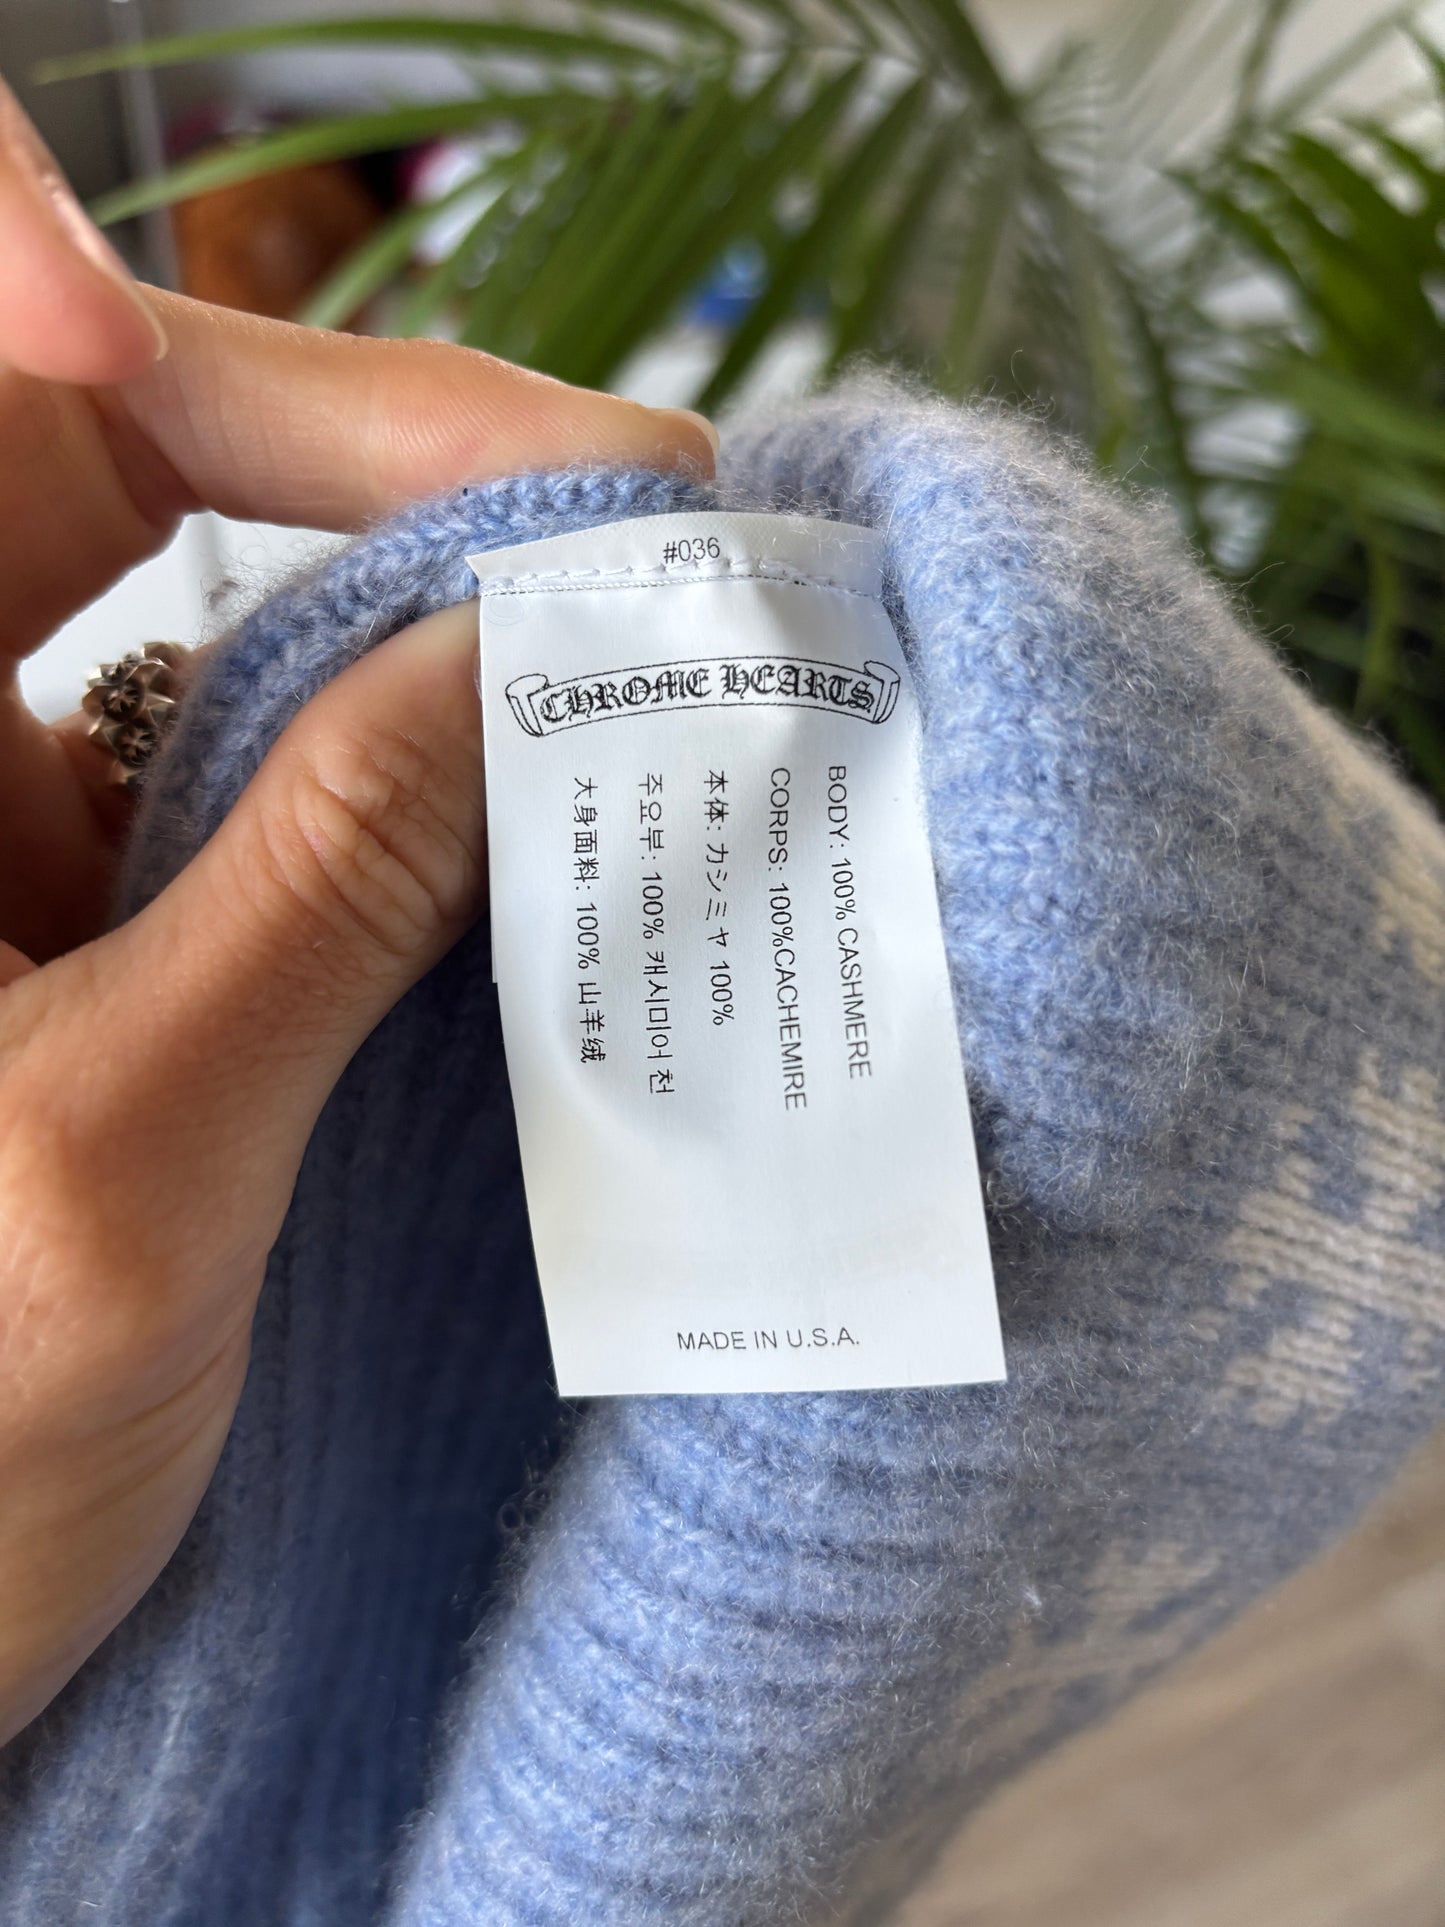 #036
CHROME HEARTS
BODY: 100% CASHMERE
CORPS: 100%CACHEMIRE
本体: カシミヤ 100%
주요부: 100% 캐시미어 천
大身面料: 100% 山羊绒
MADE IN U.S.A.